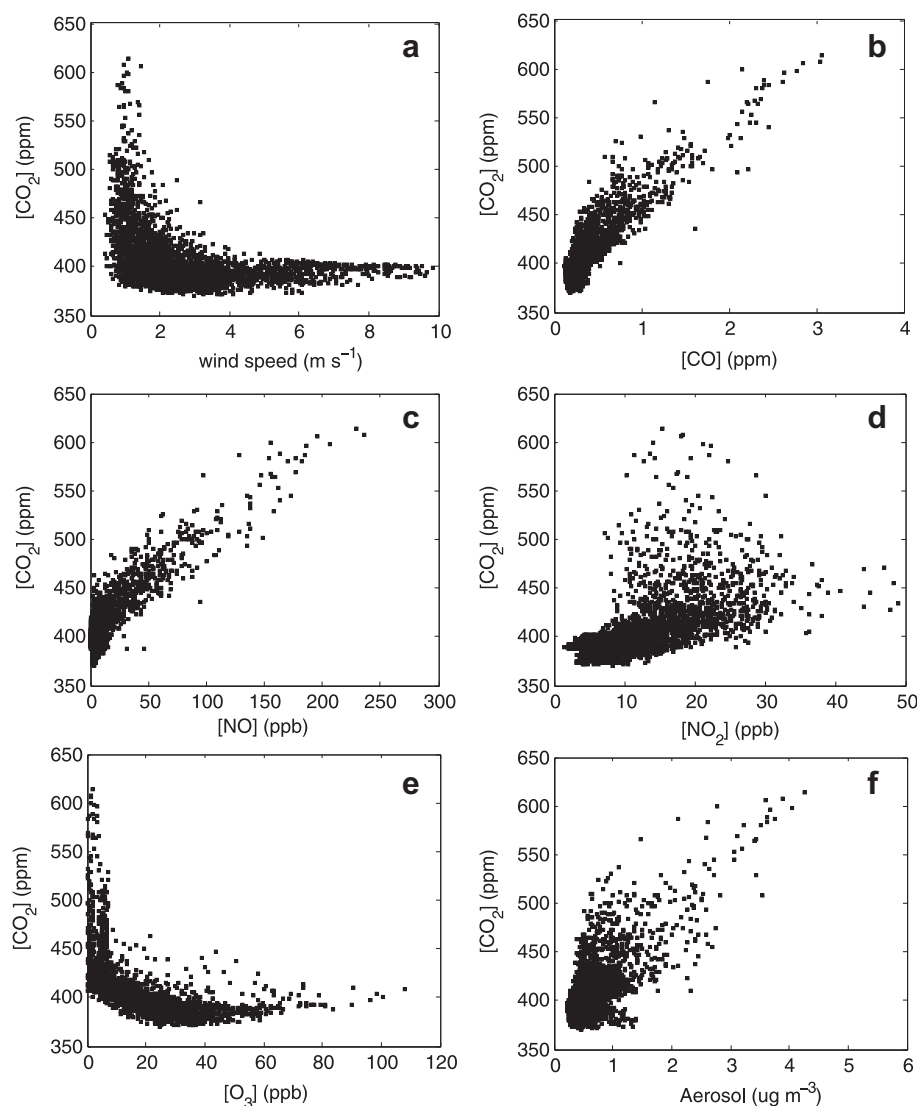 a
650
600
550
500
450
400
350
[CO₂] (ppm)
0 2 4 6 8 10
wind speed (m s⁻¹)
b
650
600
550
500
450
400
350
[CO₂] (ppm)
0 1 2 3 4
[CO] (ppm)
c
650
600
550
500
450
400
350
[CO₂] (ppm)
0 50 100 150 200 250 300
[NO] (ppb)
d
650
600
550
500
450
400
350
[CO₂] (ppm)
0 10 20 30 40 50
[NO₂] (ppb)
e
650
600
550
500
450
400
350
[CO₂] (ppm)
0 20 40 60 80 100 120
[O₃] (ppb)
f
650
600
550
500
450
400
350
[CO₂] (ppm)
0 1 2 3 4 5 6
Aerosol (ug m⁻³)